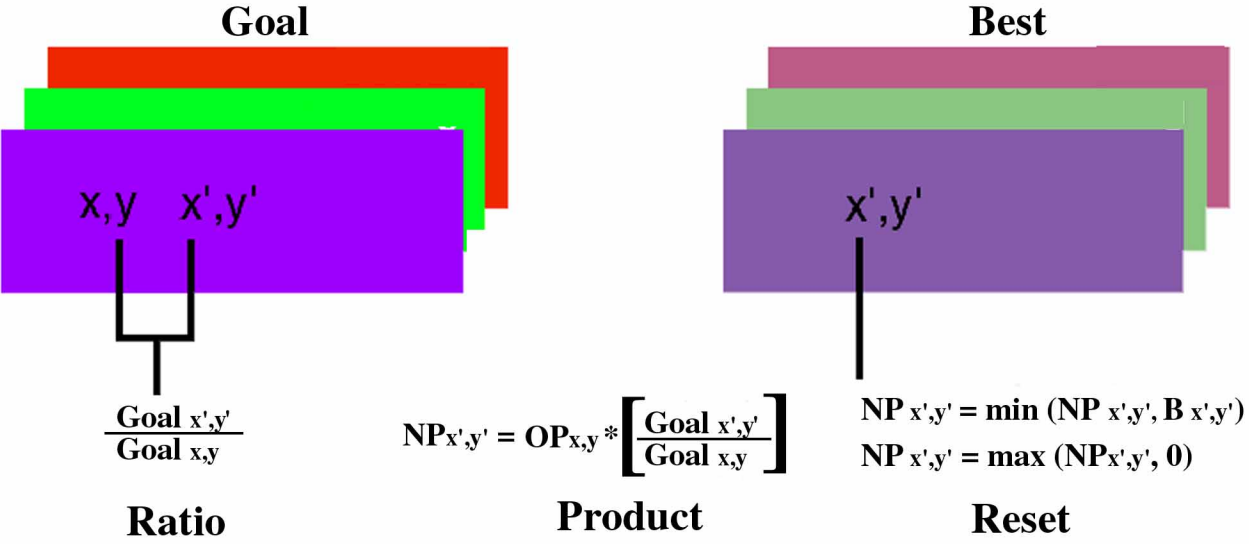 Goal
Best
x,y x',y'
x',y'
Goal x',y'
Goal x,y
NPx',y' = OPx,y * [Goal x',y'
Goal x,y]
NP x',y' = min (NP x',y', B x',y')
NP x',y' = max (NPx',y', 0)
Ratio
Product
Reset